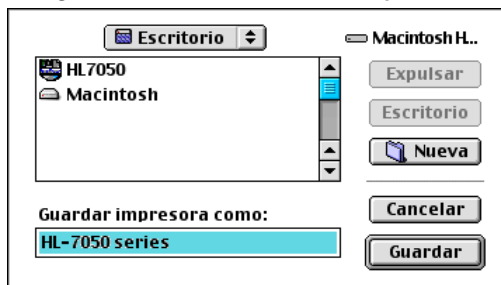 Escritorio
Macintosh H...
HL7050
Macintosh
Expulsar
Escritorio
Nueva
Guardar impresora como:
HL-7050 series
Cancelar
Guardar